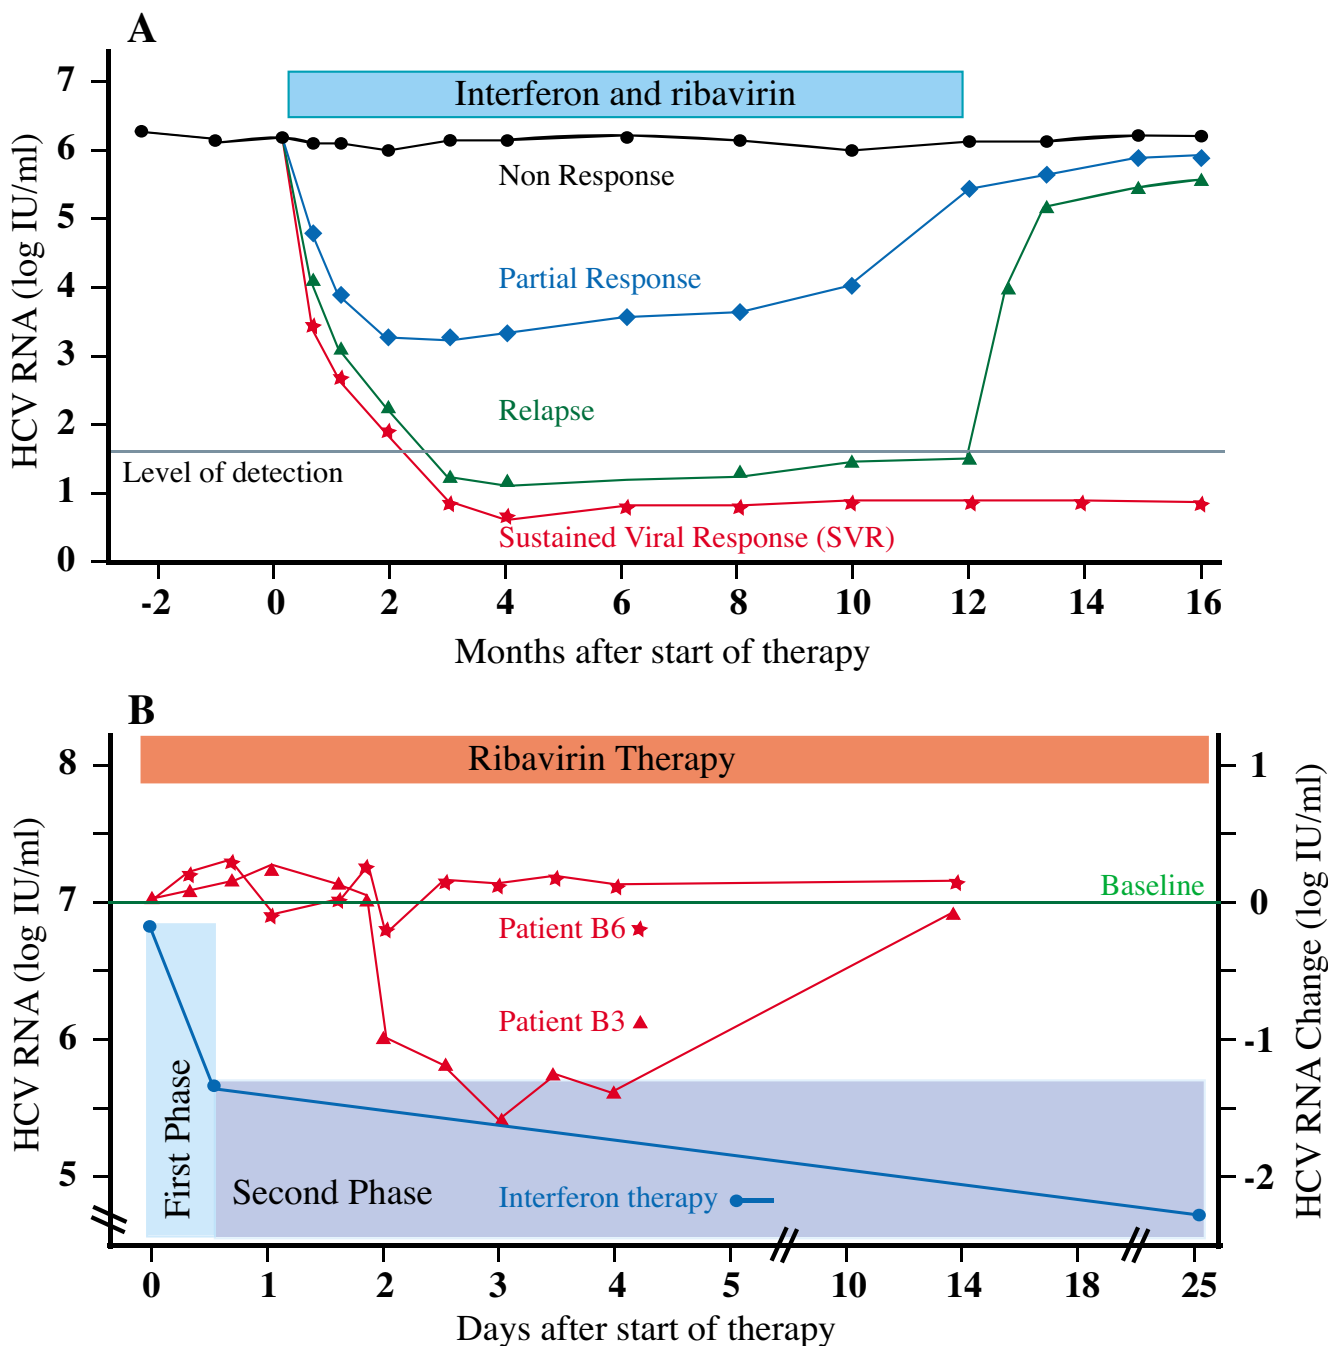 A
7
6
5
4
3
2
1
0
HCV RNA (log IU/ml)
Interferon and ribavirin
Non Response
Partial Response
Relapse
Level of detection
Sustained Viral Response (SVR)
-2 0 2 4 6 8 10 12 14 16
Months after start of therapy
B
8
7
6
5
HCV RNA (log IU/ml)
Ribavirin Therapy
Baseline
Patient B6
Patient B3
First Phase
Second Phase
Interferon therapy
1
0
-1
-2
HCV RNA Change (log IU/ml)
0 1 2 3 4 5 10 14 18 25
Days after start of therapy